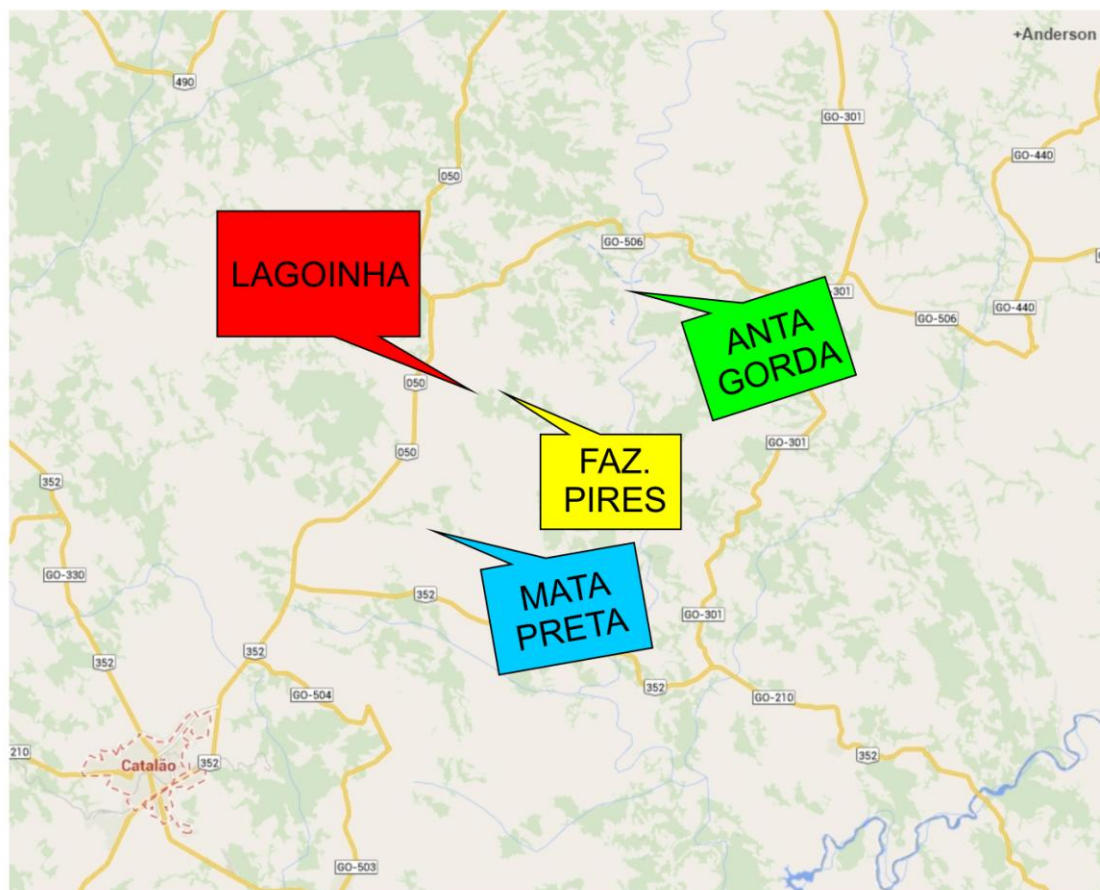 +Anderson
490
GO-301
GO-440
050
GO-506
LAGOINHA
301
GO-440
GO-506
ANTA
GORDA
050
GO-301
050
FAZ.
PIRES
352
GO-330
352
MATA
PRETA
GO-301
352
352
GO-504
352
GO-210
210
Catalão
352
352
GO-503